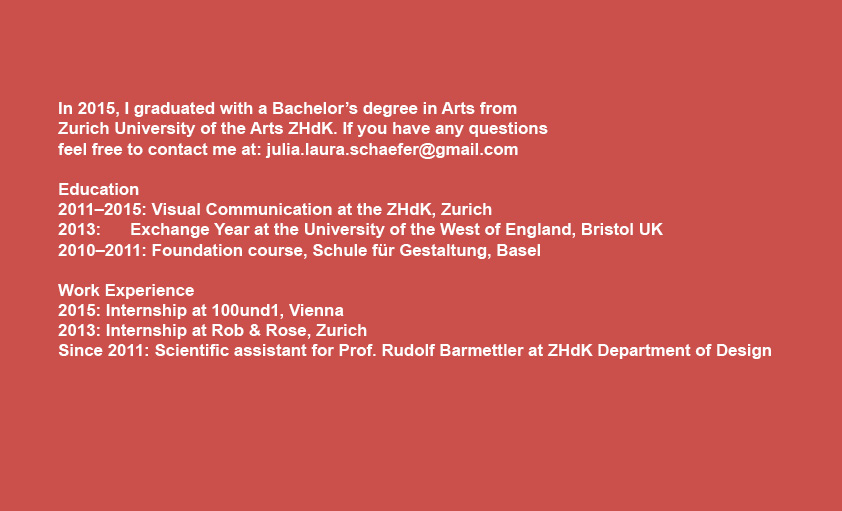 In 2015, I graduated with a Bachelor’s degree in Arts from
Zurich University of the Arts ZHdK. If you have any questions
feel free to contact me at: julia.laura.schaefer@gmail.com
Education
2011–2015: Visual Communication at the ZHdK, Zurich
2013: Exchange Year at the University of the West of England, Bristol UK
2010–2011: Foundation course, Schule für Gestaltung, Basel
Work Experience
2015: Internship at 100und1, Vienna
2013: Internship at Rob & Rose, Zurich
Since 2011: Scientific assistant for Prof. Rudolf Barmettler at ZHdK Department of Design